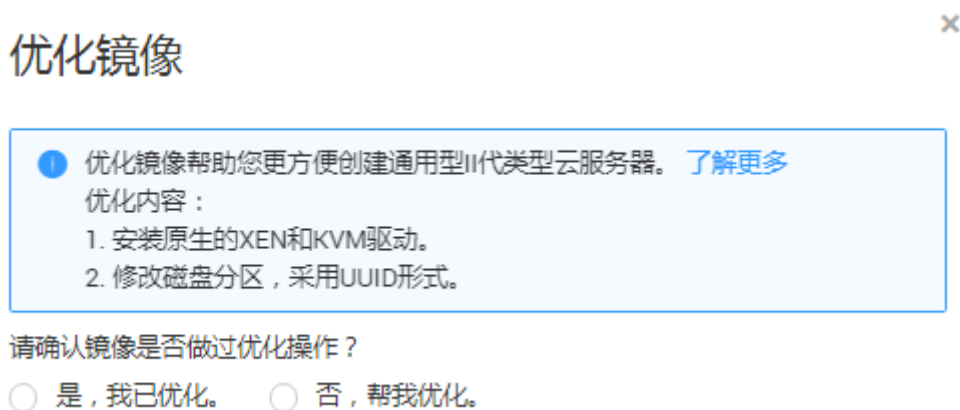 优化镜像
优化镜像帮助您更方便创建通用型II代类型云服务器。 了解更多
优化内容：
1. 安装原生的XEN和KVM驱动。
2. 修改磁盘分区，采用UUID形式。
请确认镜像是否做过优化操作？
是，我已优化。 否，帮我优化。